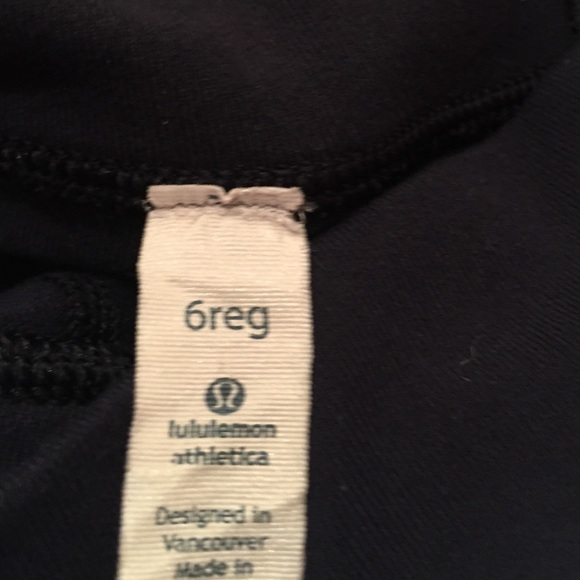 6reg
lululemon
athletica
Designed in
Vancouver
Made in